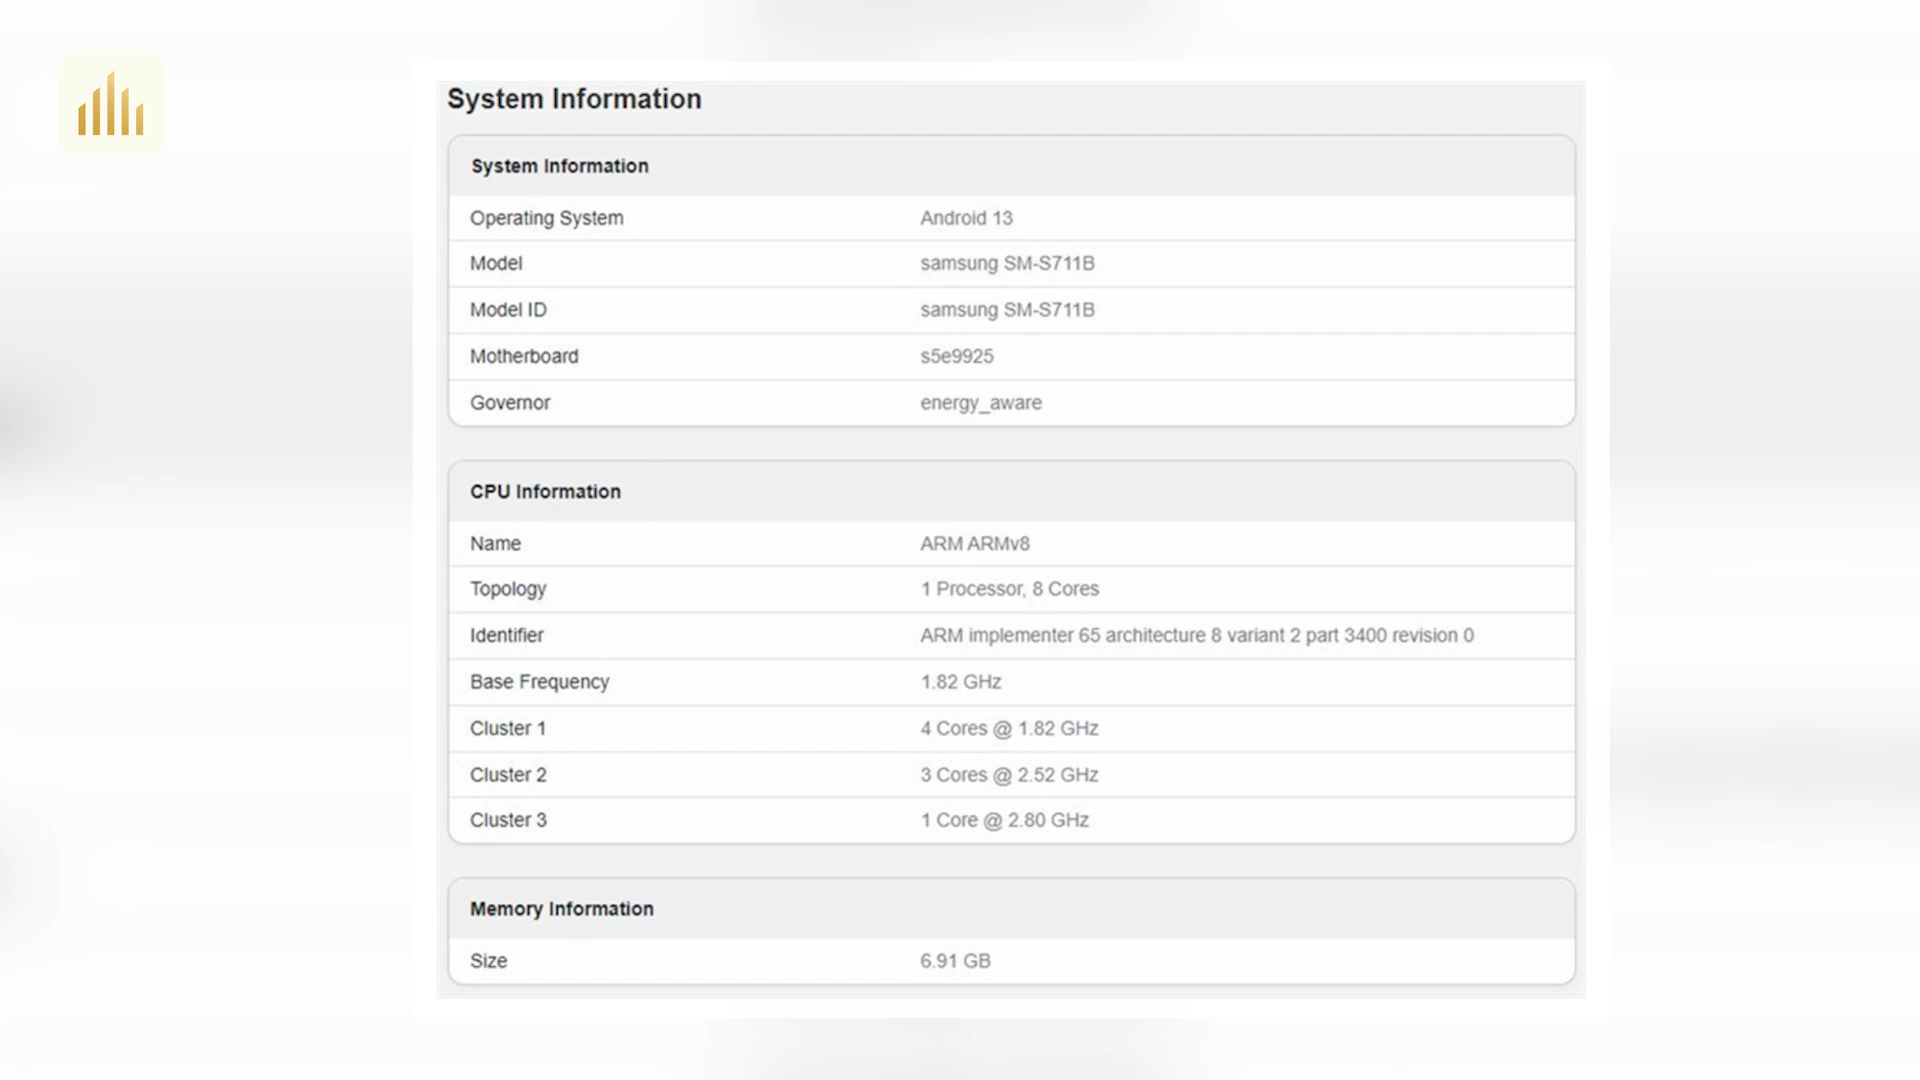 System Information
System Information
Operating System Android 13
Model samsung SM-S711B
Model ID samsung SM-S711B
Motherboard s5e9925
Governor energy_aware
CPU Information
Name ARM ARMv8
Topology 1 Processor, 8 Cores
Identifier ARM implementer 65 architecture 8 variant 2 part 3400 revision 0
Base Frequency 1.82 GHz
Cluster 1 4 Cores @ 1.82 GHz
Cluster 2 3 Cores @ 2.52 GHz
Cluster 3 1 Core @ 2.80 GHz
Memory Information
Size 6.91 GB